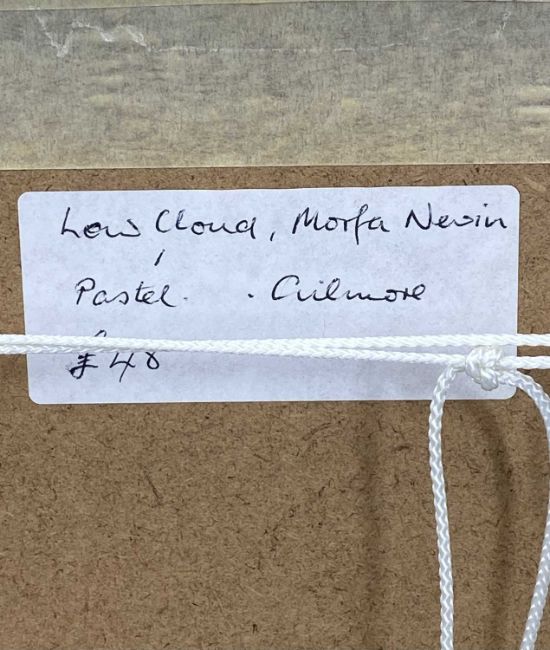 Low Cloud, Morfa Nevin
Pastel. . Gilmore
£48